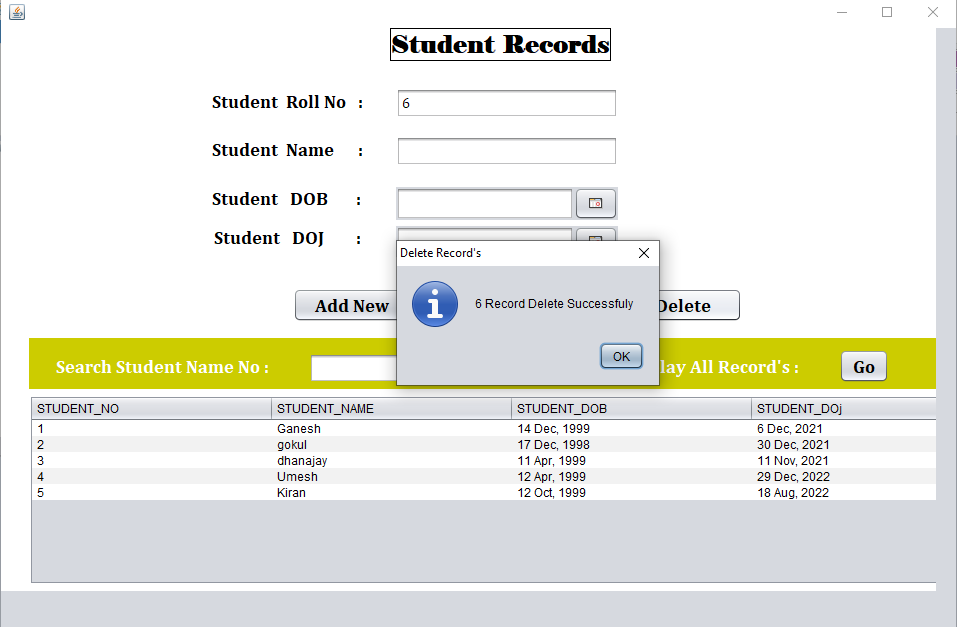 Student Records
Student Roll No : 6
Student Name :
Student DOB :
Student DOJ :
Delete Record's
6 Record Delete Successfuly
OK
Add New
Delete
Search Student Name No :
lay All Record's :
Go
STUDENT_NO STUDENT_NAME STUDENT_DOB STUDENT_DOj
1 Ganesh 14 Dec, 1999 6 Dec, 2021
2 gokul 17 Dec, 1998 30 Dec, 2021
3 dhanajay 11 Apr, 1999 11 Nov, 2021
4 Umesh 12 Apr, 1999 29 Dec, 2022
5 Kiran 12 Oct, 1999 18 Aug, 2022